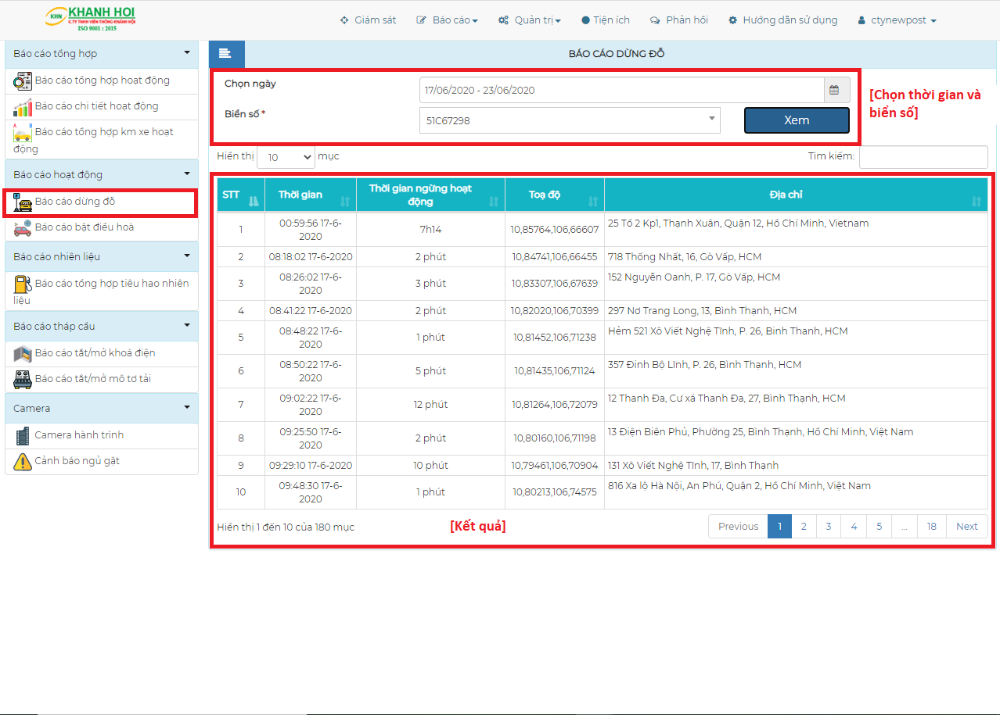 KHN
KHANH HOI
C.TY TNHH VIỄN THÔNG KHÁNH HỘI
ISO 9001 : 2015
Giám sát
Báo cáo
Quản trị
Tiện ích
Phản hồi
Hướng dẫn sử dụng
ctynewpost
Báo cáo tổng hợp
Báo cáo tổng hợp hoạt động
Báo cáo chi tiết hoạt động
A B
Báo cáo tổng hợp km xe hoạt
động
Báo cáo hoạt động
Báo cáo dừng đỗ
Báo cáo bật điều hoà
Báo cáo nhiên liệu
Báo cáo tổng hợp tiêu hao nhiên
liệu
Báo cáo tháp cẩu
Báo cáo tắt/mở khoá điện
Báo cáo tắt/mở mô tơ tải
Camera
Camera hành trình
Cảnh báo ngủ gật
BÁO CÁO DỪNG ĐỖ
Chọn ngày
17/06/2020 - 23/06/2020
Biển số *
51C67298
Xem
[Chọn thời gian và
biển số]
Hiển thị 10 mục
Tìm kiếm:
STT Thời gian Thời gian ngừng hoạt Toạ độ Địa chỉ
động
1 00:59:56 17-6- 7h14 10,85764,106,66607 25 Tổ 2 Kp1, Thạnh Xuân, Quận 12, Hồ Chí Minh, Vietnam
2020
2 08:18:02 17-6-2020 2 phút 10,84741,106,66455 718 Thống Nhất, 16, Gò Vấp, HCM
3 08:26:02 17-6- 3 phút 10,83307,106,67639 152 Nguyễn Oanh, P. 17, Gò Vấp, HCM
2020
4 08:41:22 17-6-2020 2 phút 10,82020,106,70399 297 Nơ Trang Long, 13, Bình Thạnh, HCM
5 08:48:22 17-6- 1 phút 10,81452,106,71238 Hẻm 521 Xô Viết Nghệ Tĩnh, P. 26, Bình Thạnh, HCM
2020
6 08:50:22 17-6- 5 phút 10,81435,106,71124 357 Đinh Bộ Lĩnh, P. 26, Bình Thạnh, HCM
2020
7 09:02:22 17-6- 12 phút 10,81264,106,72079 12 Thanh Đa, Cư xá Thanh Đa, 27, Bình Thạnh, HCM
2020
8 09:25:50 17-6- 2 phút 10,80160,106,71198 13 Điện Biên Phủ, Phường 25, Bình Thạnh, Hồ Chí Minh, Việt Nam
2020
9 09:29:10 17-6-2020 10 phút 10,79461,106,70904 131 Xô Viết Nghệ Tĩnh, 17, Bình Thạnh
10 09:48:30 17-6- 1 phút 10,80213,106,74575 816 Xa lộ Hà Nội, An Phú, Quận 2, Hồ Chí Minh, Việt Nam
2020
Hiển thị 1 đến 10 của 180 mục
[Kết quả]
Previous 1 2 3 4 5 ... 18 Next